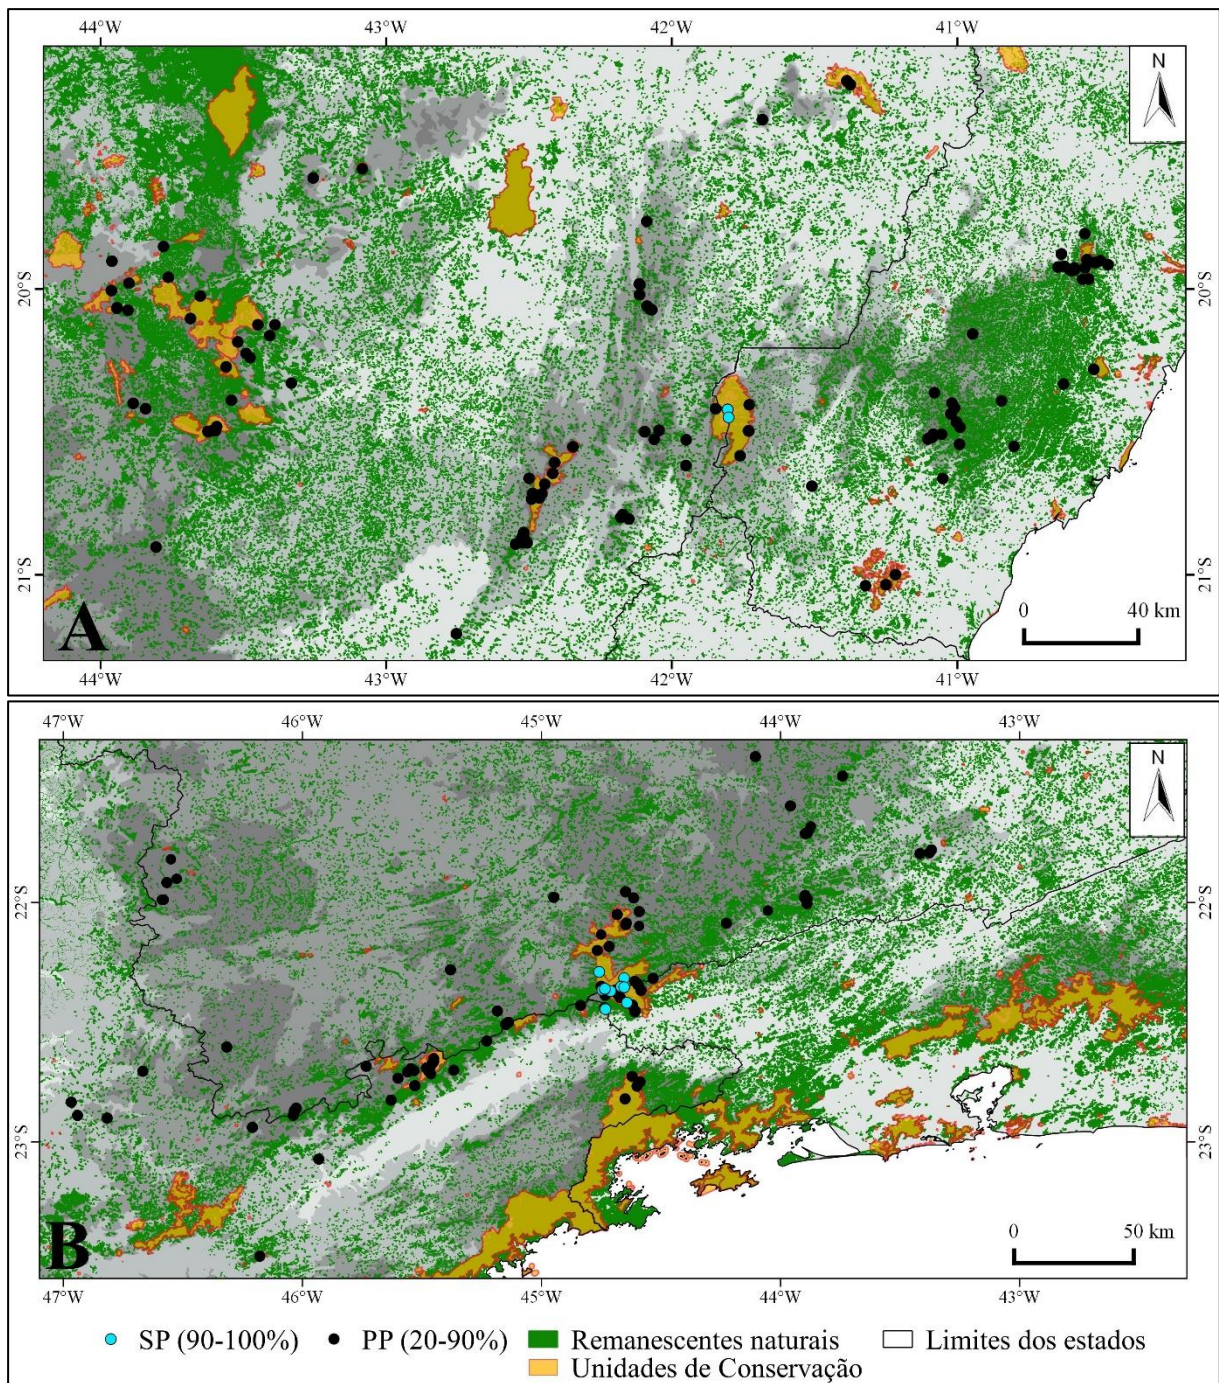 44°W 43°W 42°W 41°W
N
20°S 20°S
21°S 21°S
A
0 40 km
44°W 43°W 42°W 41°W
47°W 46°W 45°W 44°W 43°W
N
22°S 22°S
23°S 23°S
B
0 50 km
47°W 46°W 45°W 44°W 43°W
SP (90-100%) PP (20-90%) Remanescentes naturais Limites dos estados
Unidades de Conservação